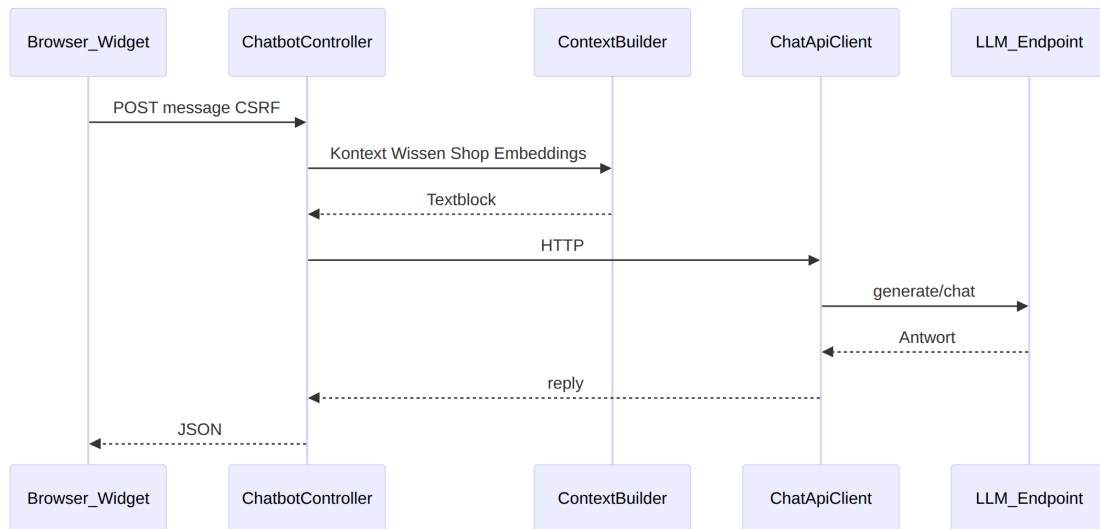 Browser_Widget
ChatbotController
ContextBuilder
ChatApiClient
LLM_Endpoint
POST message CSRF
Kontext Wissen Shop Embeddings
Textblock
HTTP
generate/chat
Antwort
reply
JSON
Browser_Widget
ChatbotController
ContextBuilder
ChatApiClient
LLM_Endpoint